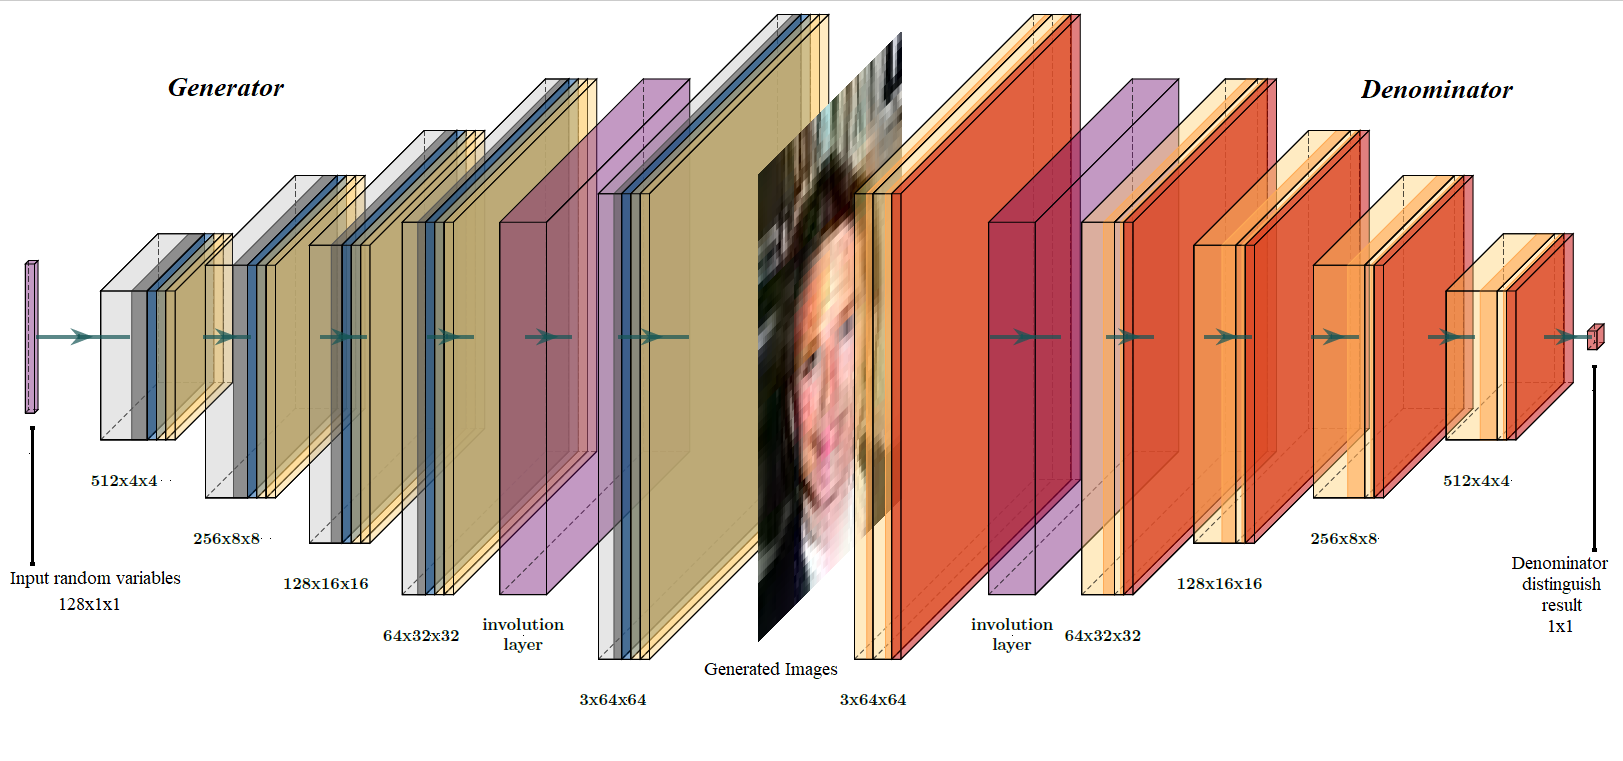 Generator
Denominator
512x4x4
256x8x8
128x16x16
64x32x32
involution
layer
3x64x64
Input random variables
128x1x1
Generated Images
3x64x64
involution
layer
64x32x32
128x16x16
256x8x8
512x4x4
Denominator
distinguish
result
1x1